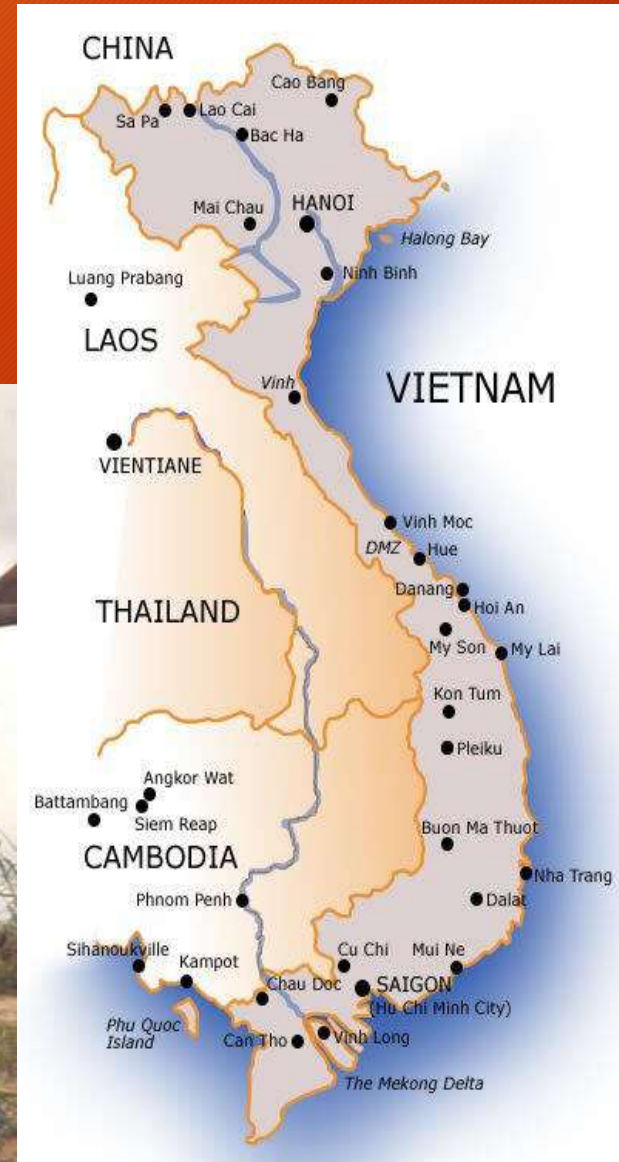 CHINA
Cao Bang
Sa Pa
Lao Cai
Bac Ha
Mai Chau
HANOI
Halong Bay
Luang Prabang
Ninh Binh
LAOS
Vinh
VIETNAM
VIENTIANE
Vinh Moc
DMZ
Hue
Danang
Hoi An
THAILAND
My Son
My Lai
Kon Tum
Pleiku
Angkor Wat
Battambang
Siem Reap
Buon Ma Thuot
CAMBODIA
Nha Trang
Phnom Penh
Dalat
Sihanoukville
Cu Chi
Mui Ne
Kampot
Chau Doc
SAIGON
(Hu Chi Minh City)
Phu Quoc
Island
Can Tho
Vinh Long
The Mekong Delta